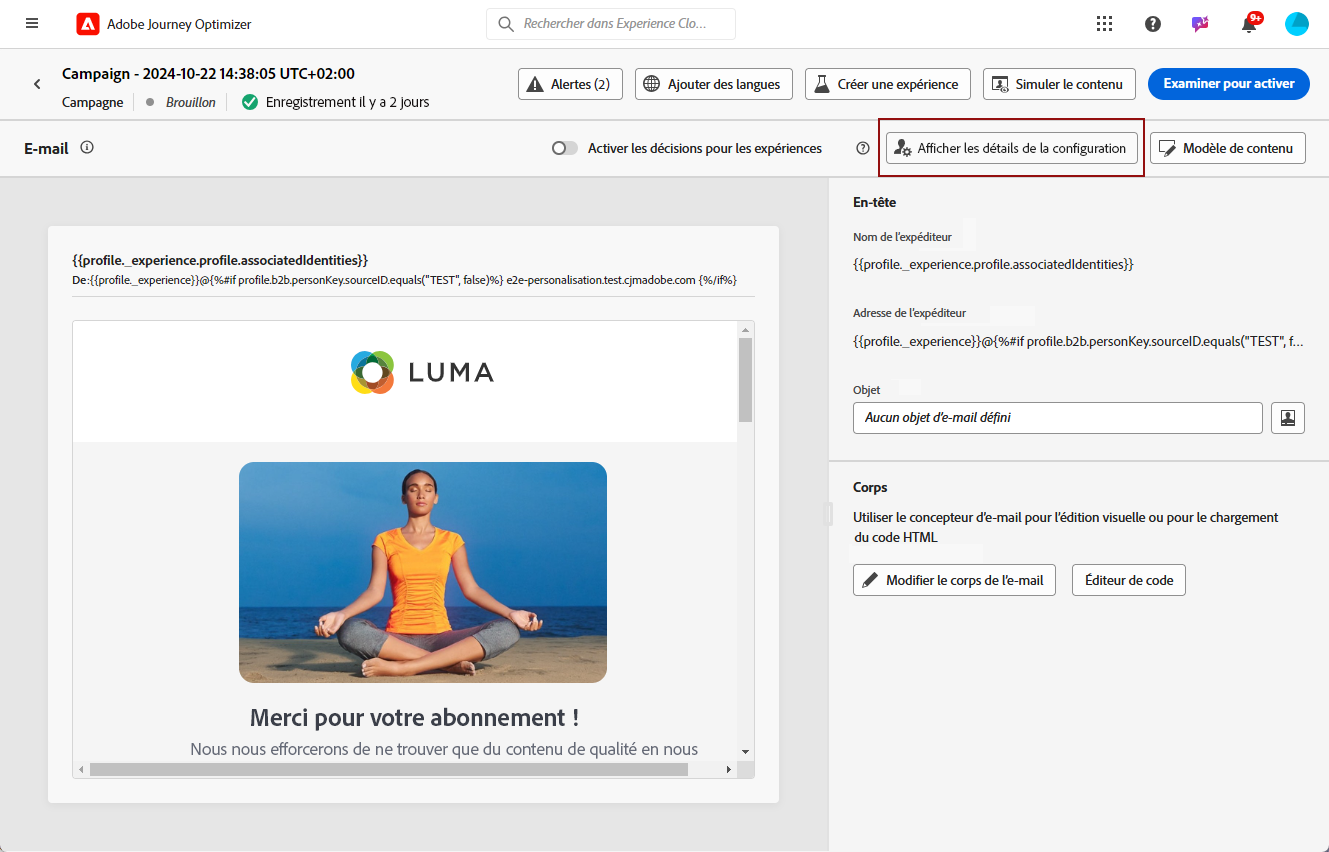 Adobe Journey Optimizer
Rechercher dans Experience Clo...
9+
Campaign - 2024-10-22 14:38:05 UTC+02:00
Campagne
Brouillon
Enregistrement il y a 2 jours
Alertes (2)
Ajouter des langues
Créer une expérience
Simuler le contenu
Examiner pour activer
E-mail
Activer les décisions pour les expériences
Afficher les détails de la configuration
Modèle de contenu
{{profile._experience.profile.associatedIdentities}}
De:{{profile._experience}}@{%#if profile.b2b.personKey.sourceID.equals("TEST", false)%} e2e-personalisation.test.cjmadobe.com {%/if%}
LUMA
Merci pour votre abonnement !
Nous nous efforcerons de ne trouver que du contenu de qualité en nous
En-tête
Nom de l'expéditeur
{{profile._experience.profile.associatedIdentities}}
Adresse de l'expéditeur
{{profile._experience}}@{%#if profile.b2b.personKey.sourceID.equals("TEST", f...
Objet
Aucun objet d'e-mail défini
Corps
Utiliser le concepteur d'e-mail pour l'édition visuelle ou pour le chargement
du code HTML
Modifier le corps de l'e-mail
Éditeur de code